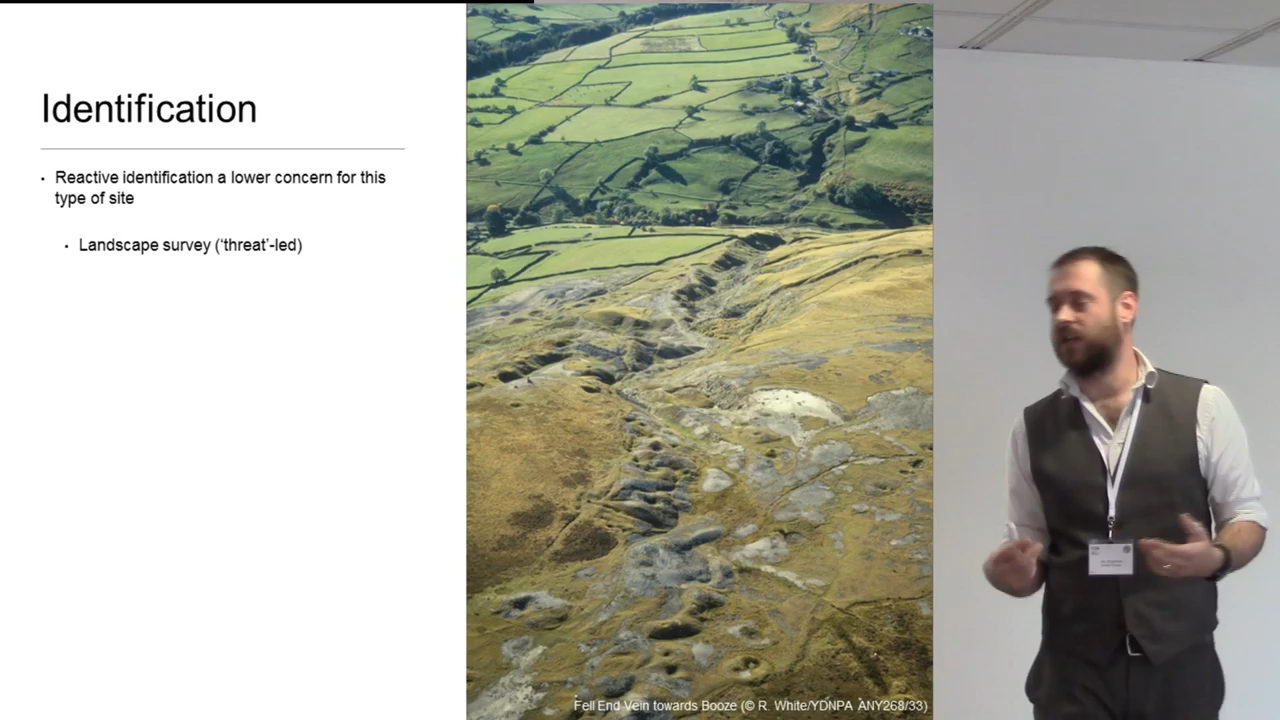 Identification
▪ Reactive identification a lower concern for this
type of site
▪ Landscape survey (‘threat’-led)
Fell End Vein towards Booze (© R. White/YDNPA ANY268/33)